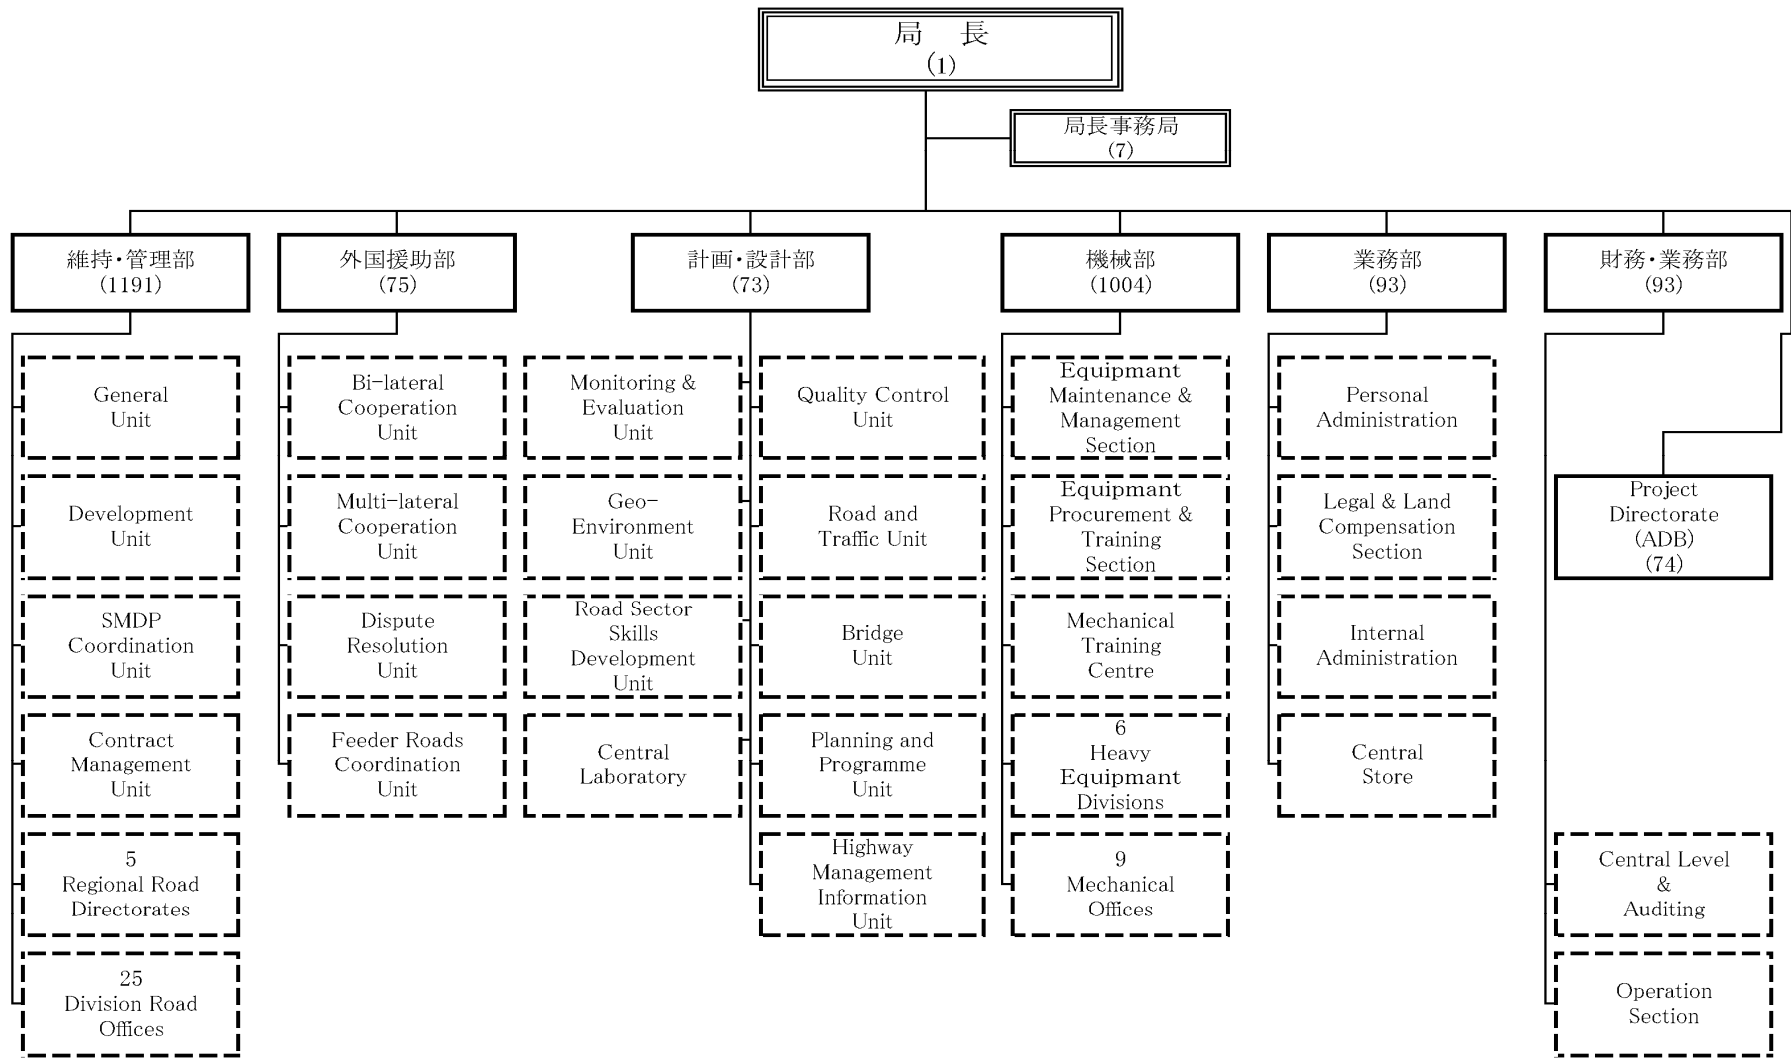 局　長
(1)
局長事務局
(7)
維持・管理部
(1191)
外国援助部
(75)
計画・設計部
(73)
機械部
(1004)
業務部
(93)
財務・業務部
(93)
General
Unit
Development
Unit
SMDP
Coordination
Unit
Contract
Management
Unit
5
Regional Road
Directorates
25
Division Road
Offices
Bi-lateral
Cooperation
Unit
Multi-lateral
Cooperation
Unit
Dispute
Resolution
Unit
Feeder Roads
Coordination
Unit
Monitoring &
Evaluation
Unit
Geo-
Environment
Unit
Road Sector
Skills
Development
Unit
Central
Laboratory
Quality Control
Unit
Road and
Traffic Unit
Bridge
Unit
Planning and
Programme
Unit
Highway
Management
Information
Unit
Equipmant
Maintenance &
Management
Section
Equipmant
Procurement &
Training
Section
Mechanical
Training
Centre
6
Heavy
Equipmant
Divisions
9
Mechanical
Offices
Personal
Administration
Legal & Land
Compensation
Section
Internal
Administration
Central
Store
Project
Directorate
(ADB)
(74)
Central Level
&
Auditing
Operation
Section